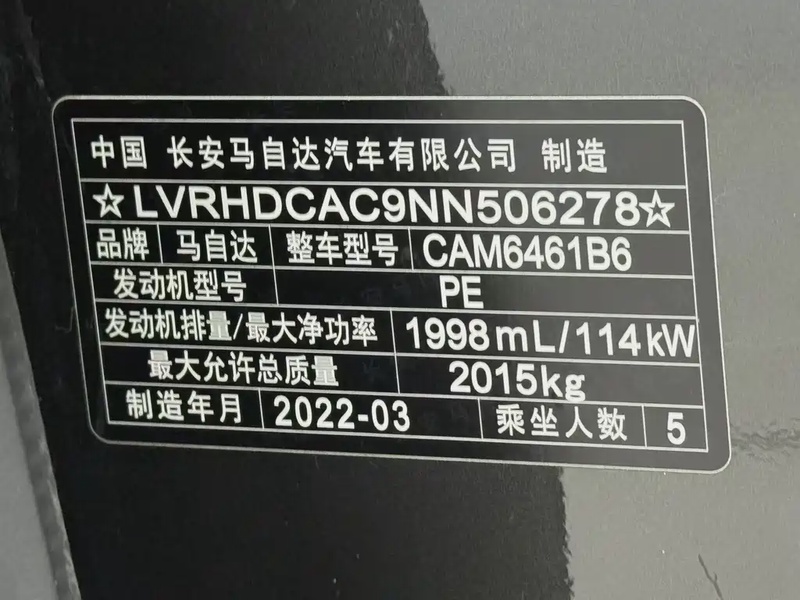 中国 长安马自达汽车有限公司 制造
☆LVRHDCAC9NN506278☆
品牌 马自达 整车型号 CAM6461B6
发动机型号 PE
发动机排量/最大净功率 1998mL/114kW
最大允许总质量 2015kg
制造年月 2022-03 乘坐人数 5